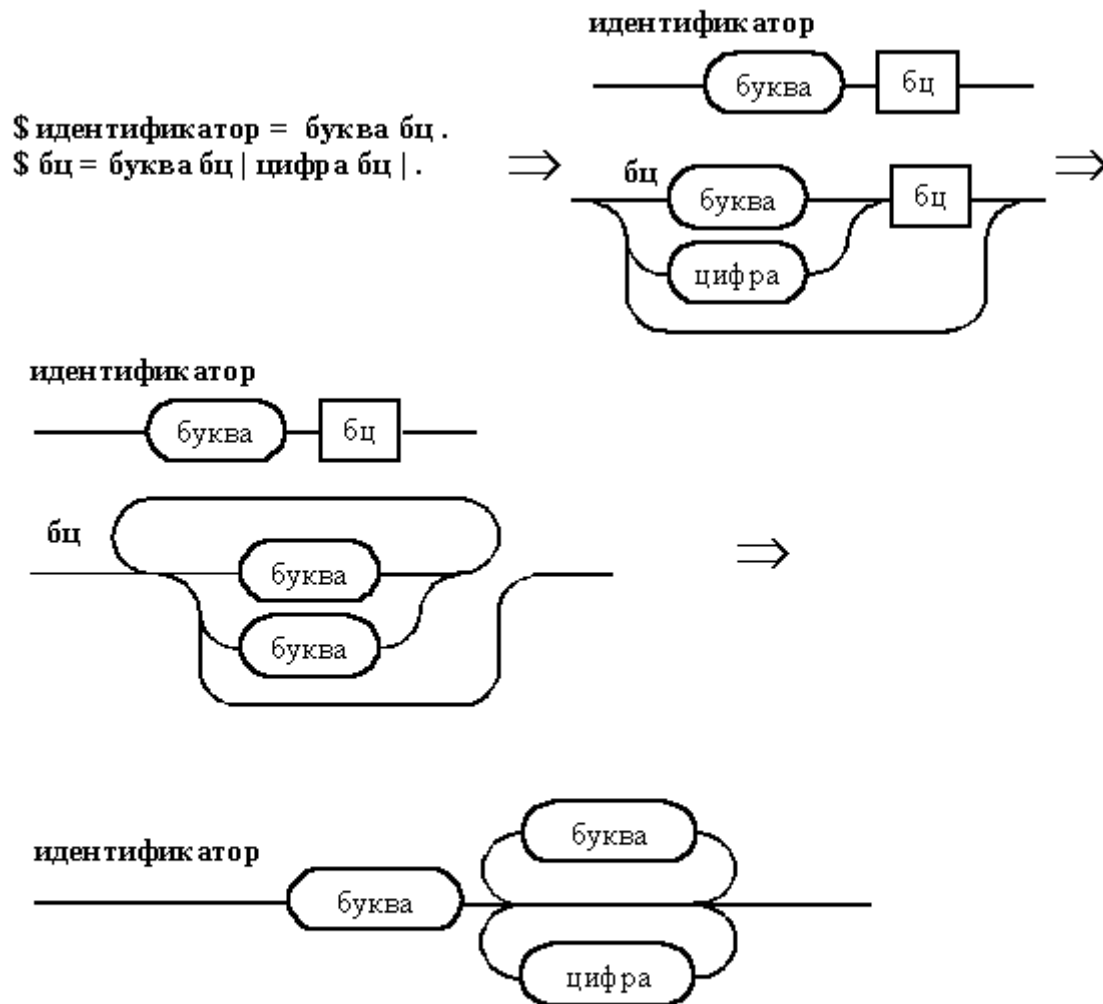 идентификатор
буква бц
$ идентификатор = буква бц .
$ бц = буква бц | цифра бц | .
⇒
бц
буква бц
цифра
⇒
идентификатор
буква бц
бц
буква
буква
⇒
буква
идентификатор
буква
цифра